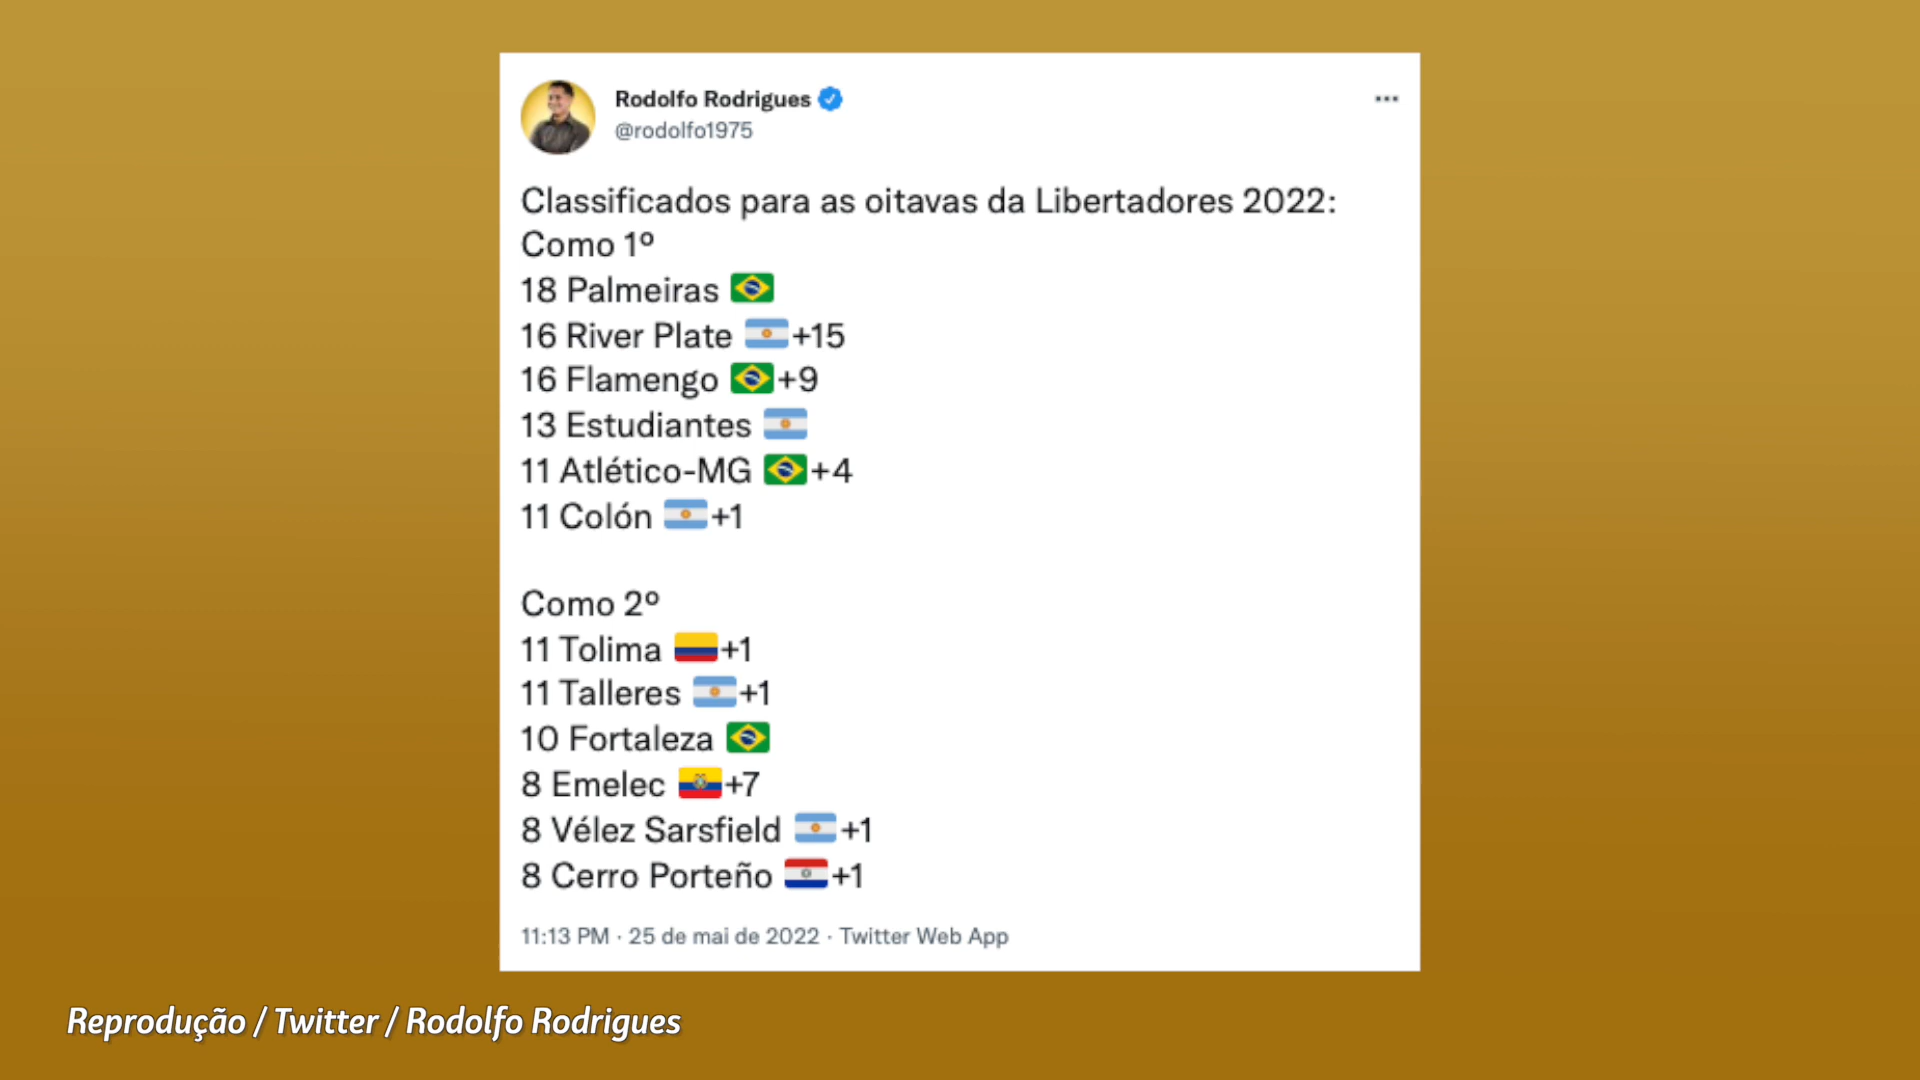 Rodolfo Rodrigues
@rodolfo1975
Classificados para as oitavas da Libertadores 2022:
Como 1º
18 Palmeiras 🇧🇷
16 River Plate 🇦🇷+15
16 Flamengo 🇧🇷+9
13 Estudiantes 🇦🇷
11 Atlético-MG 🇧🇷+4
11 Colón 🇦🇷+1
Como 2º
11 Tolima 🇨🇴+1
11 Talleres 🇦🇷+1
10 Fortaleza 🇧🇷
8 Emelec 🇪🇨+7
8 Vélez Sarsfield 🇦🇷+1
8 Cerro Porteño 🇵🇾+1
11:13 PM · 25 de mai de 2022 · Twitter Web App
Reprodução / Twitter / Rodolfo Rodrigues